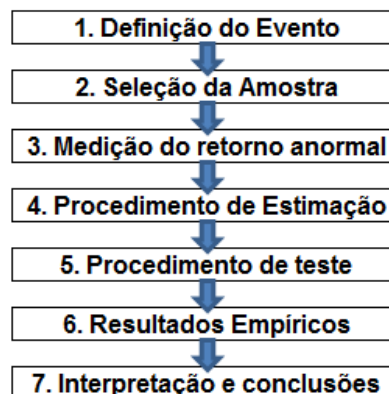 1. Definição do Evento
2. Seleção da Amostra
3. Medição do retorno anormal
4. Procedimento de Estimação
5. Procedimento de teste
6. Resultados Empíricos
7. Interpretação e conclusões